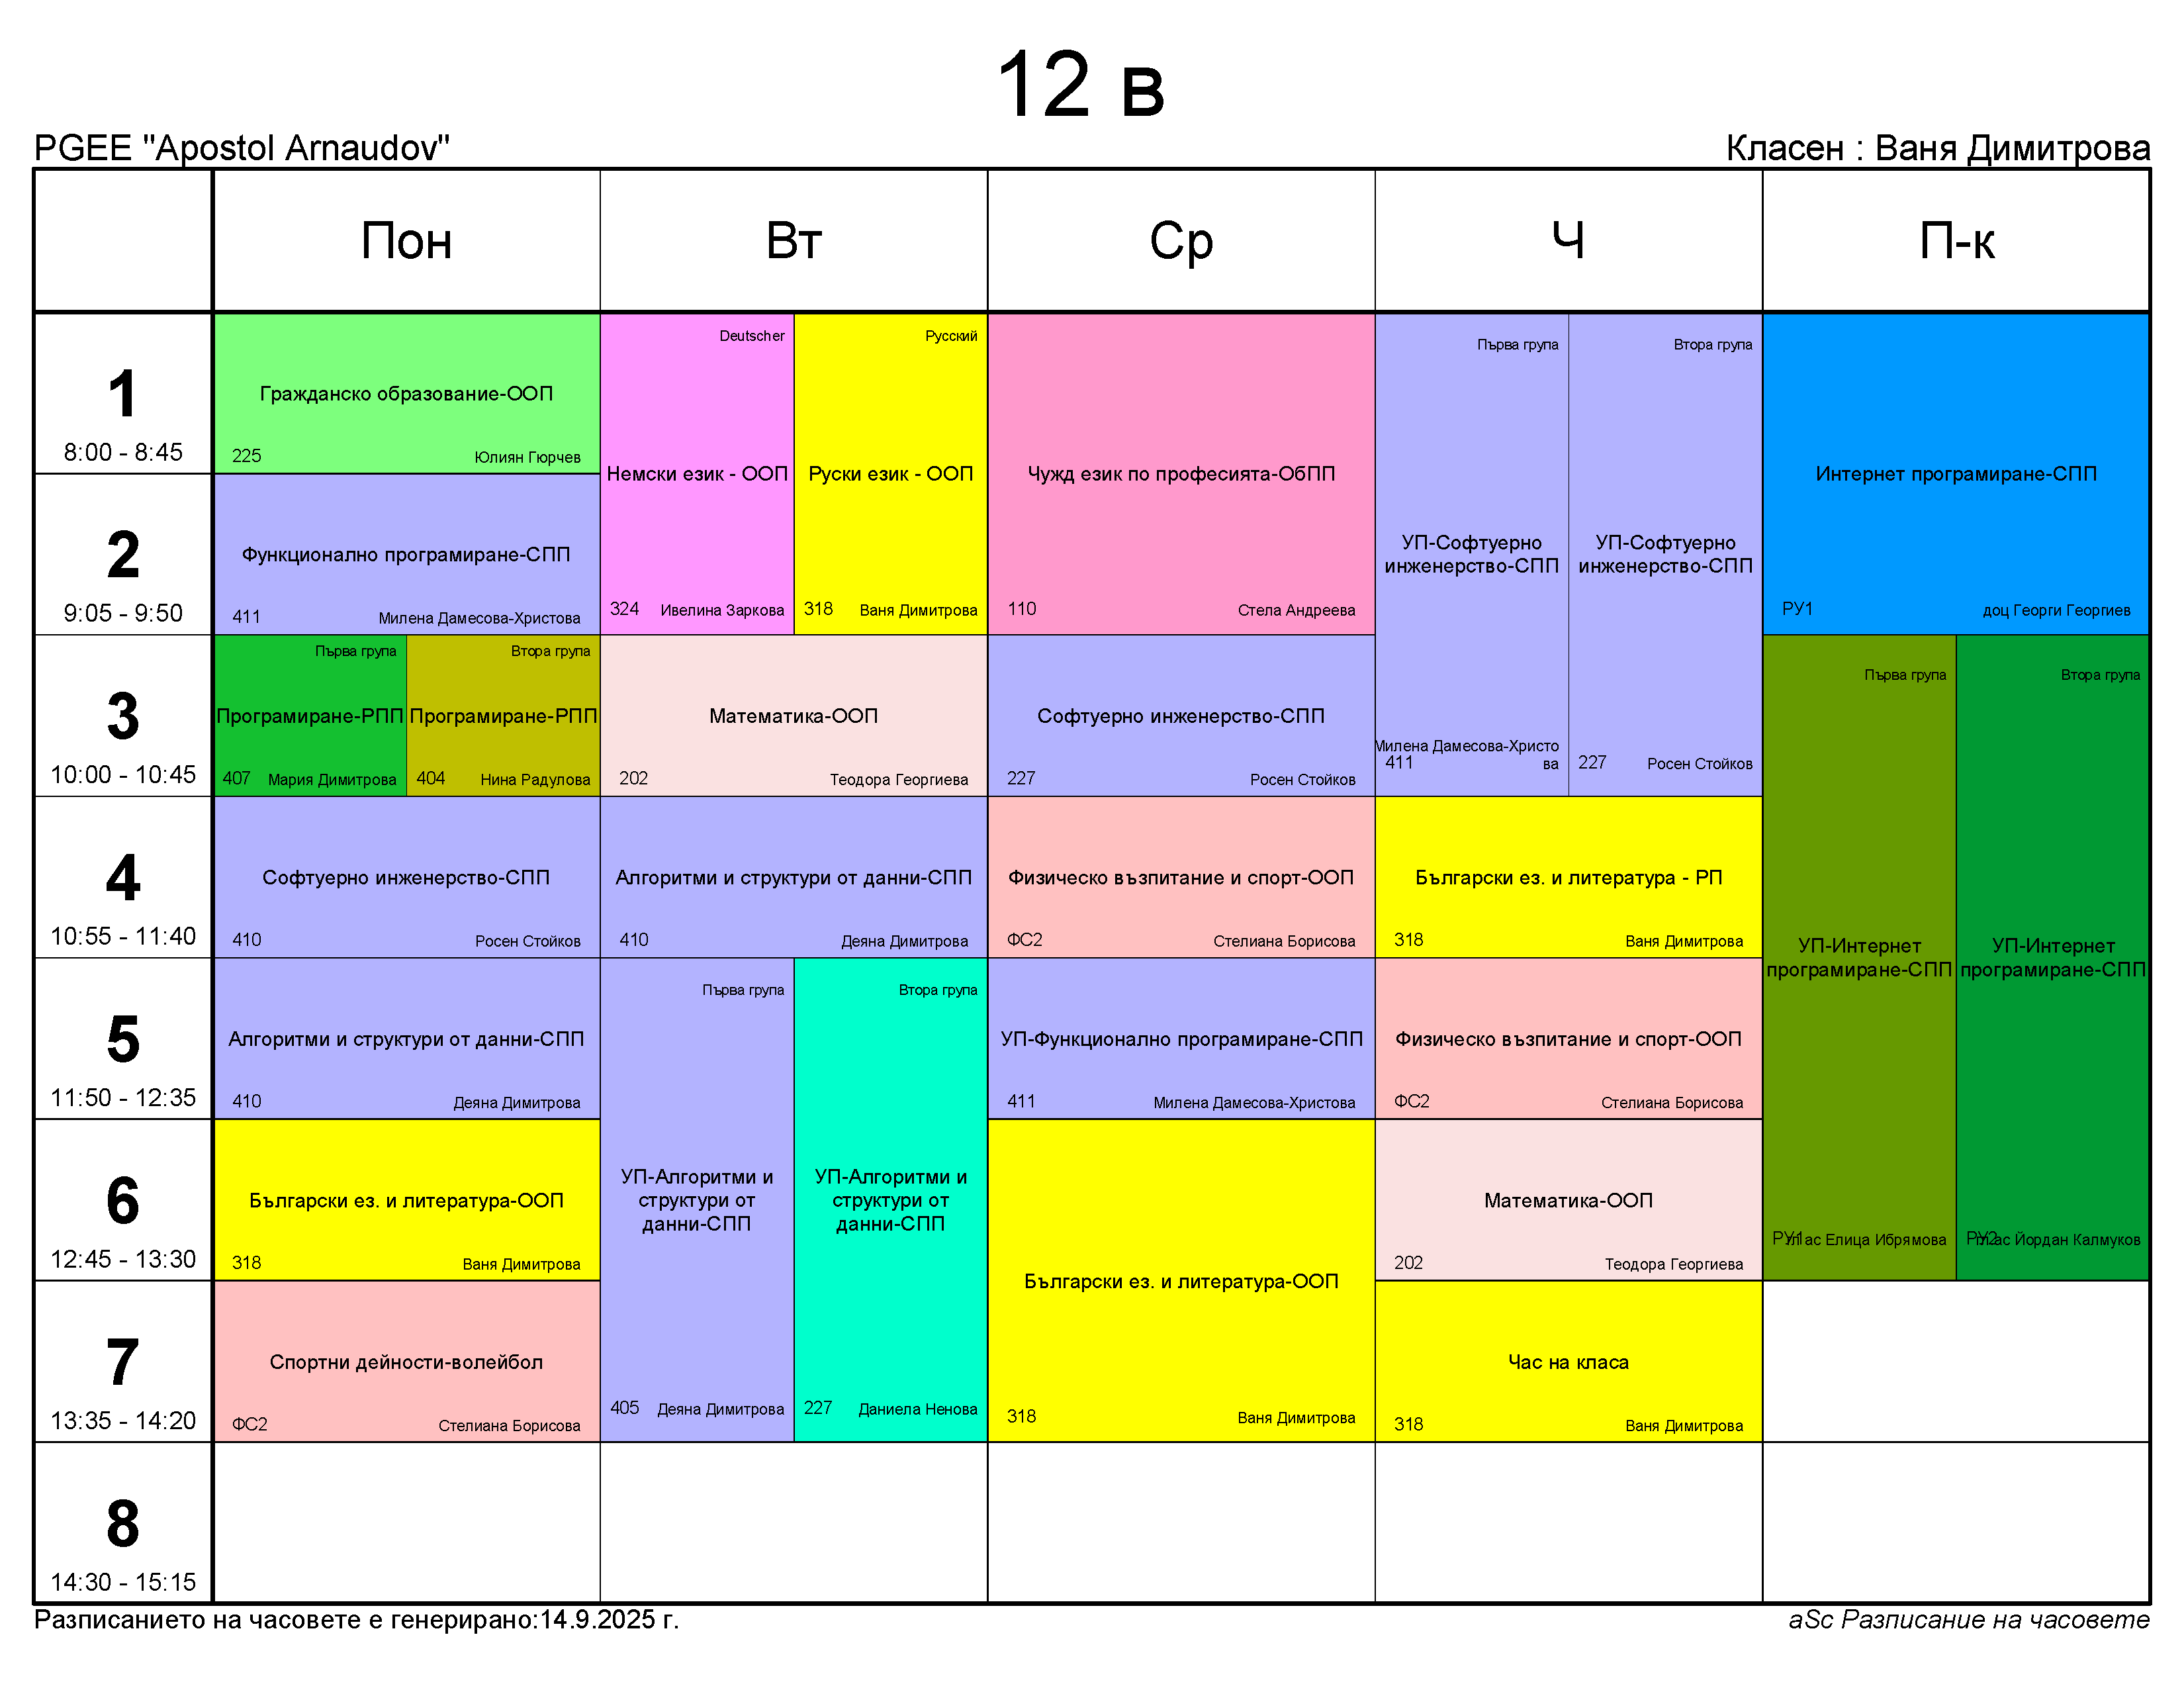 12 в
PGEE "Apostol Arnaudov"
Класен : Ваня Димитрова
Пон
Вт
Ср
Ч
П-к
1
8:00 - 8:45
Гражданско образование-ООП
225
Юлиян Гюрчев
Deutscher
Немски език - ООП
324
Ивелина Заркова
Русский
Руски език - ООП
318
Ваня Димитрова
Чужд език по професията-ОбПП
110
Стела Андреева
Първа група
УП-Софтуерно
инженерство-СПП
Милена Дамесова-Христо
ва
411
Втора група
УП-Софтуерно
инженерство-СПП
227
Росен Стойков
Интернет програмиране-СПП
РУ1
доц Георги Георгиев
2
9:05 - 9:50
Функционално програмиране-СПП
411
Милена Дамесова-Христова
3
10:00 - 10:45
Първа група
Програмиране-РПП
407
Мария Димитрова
Втора група
Програмиране-РПП
404
Нина Радулова
Математика-ООП
202
Теодора Георгиева
Софтуерно инженерство-СПП
227
Росен Стойков
Първа група
УП-Интернет
програмиране-СПП
РУ1
ас Елица Ибрямова
Втора група
УП-Интернет
програмиране-СПП
РУ2
ас Йордан Калмуков
4
10:55 - 11:40
Софтуерно инженерство-СПП
410
Росен Стойков
Алгоритми и структури от данни-СПП
410
Деяна Димитрова
Физическо възпитание и спорт-ООП
ФС2
Стелиана Борисова
Български ез. и литература - РП
318
Ваня Димитрова
5
11:50 - 12:35
Алгоритми и структури от данни-СПП
410
Деяна Димитрова
Първа група
УП-Алгоритми и
структури от
данни-СПП
405
Деяна Димитрова
Втора група
УП-Алгоритми и
структури от
данни-СПП
227
Даниела Ненова
УП-Функционално програмиране-СПП
411
Милена Дамесова-Христова
Физическо възпитание и спорт-ООП
ФС2
Стелиана Борисова
6
12:45 - 13:30
Български ез. и литература-ООП
318
Ваня Димитрова
Български ез. и литература-ООП
318
Ваня Димитрова
Математика-ООП
202
Теодора Георгиева
7
13:35 - 14:20
Спортни дейности-волейбол
ФС2
Стелиана Борисова
Час на класа
318
Ваня Димитрова
8
14:30 - 15:15
Разписанието на часовете е генерирано:14.9.2025 г.
aSc Разписание на часовете